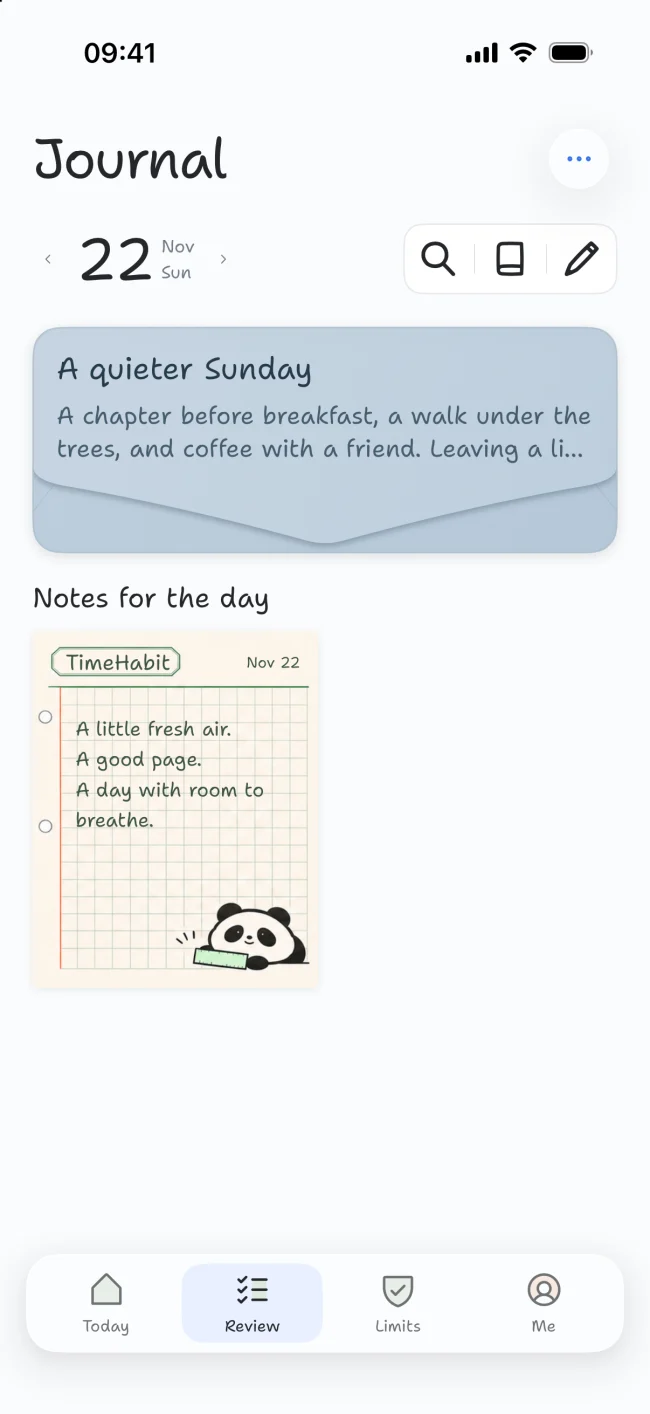 09:41
Journal
22
Nov
Sun
A quieter Sunday
A chapter before breakfast, a walk under the
trees, and coffee with a friend. Leaving a li...
Notes for the day
TimeHabit
Nov 22
A little fresh air.
A good page.
A day with room to
breathe.
Today
Review
Limits
Me